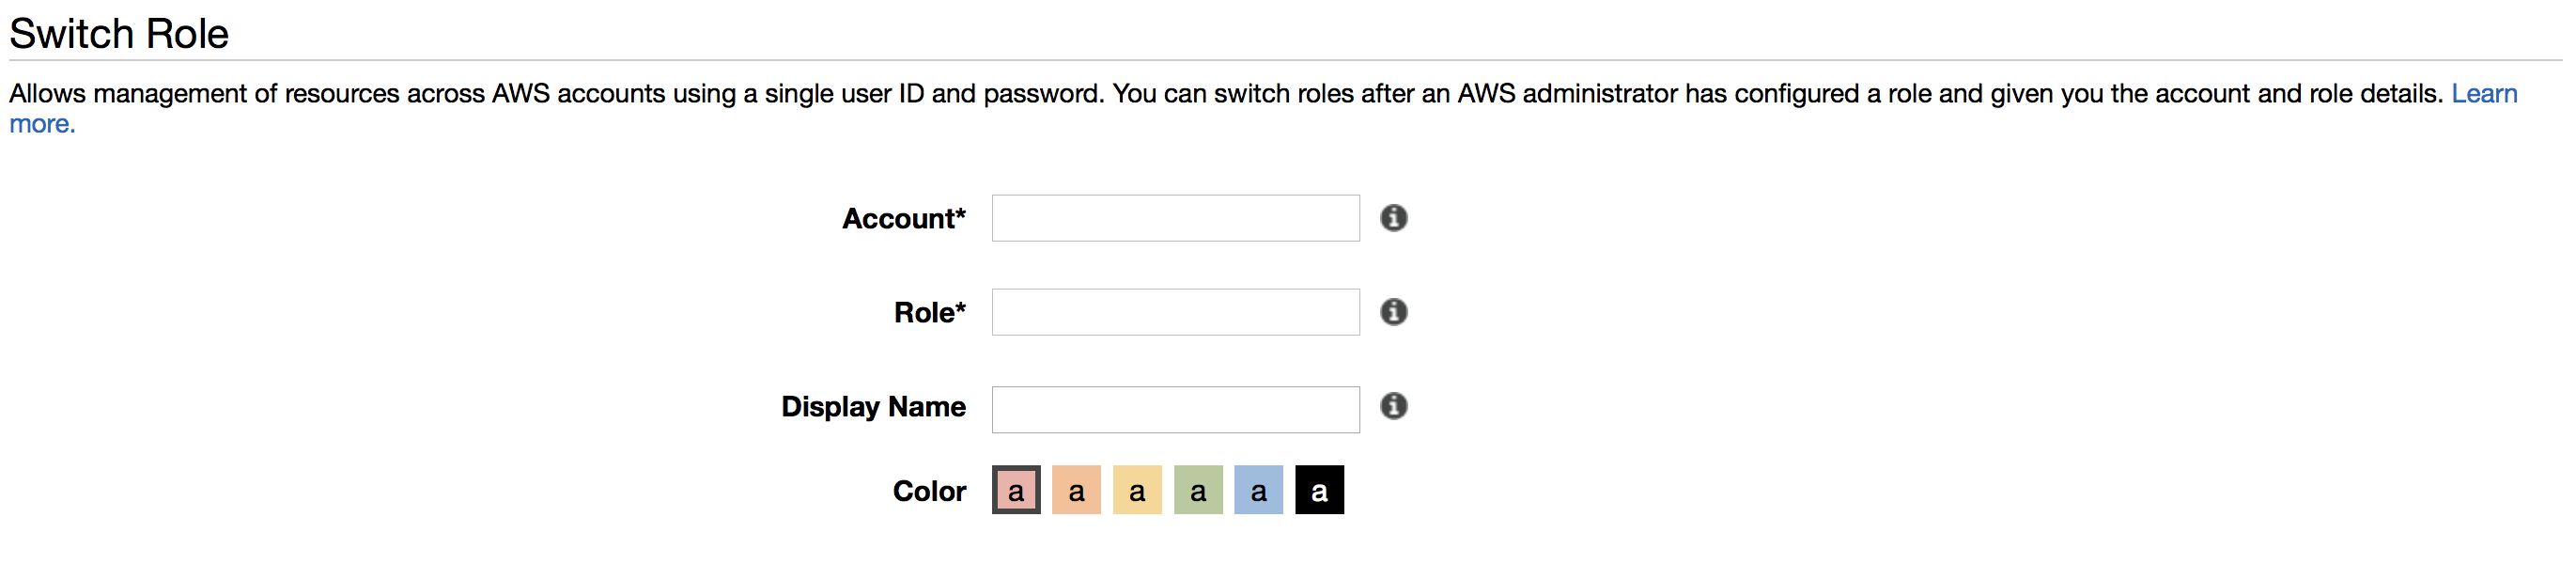 Switch Role
Allows management of resources across AWS accounts using a single user ID and password. You can switch roles after an AWS administrator has configured a role and given you the account and role details. Learn
more.
Account*
Role*
Display Name
Color a a a a a a